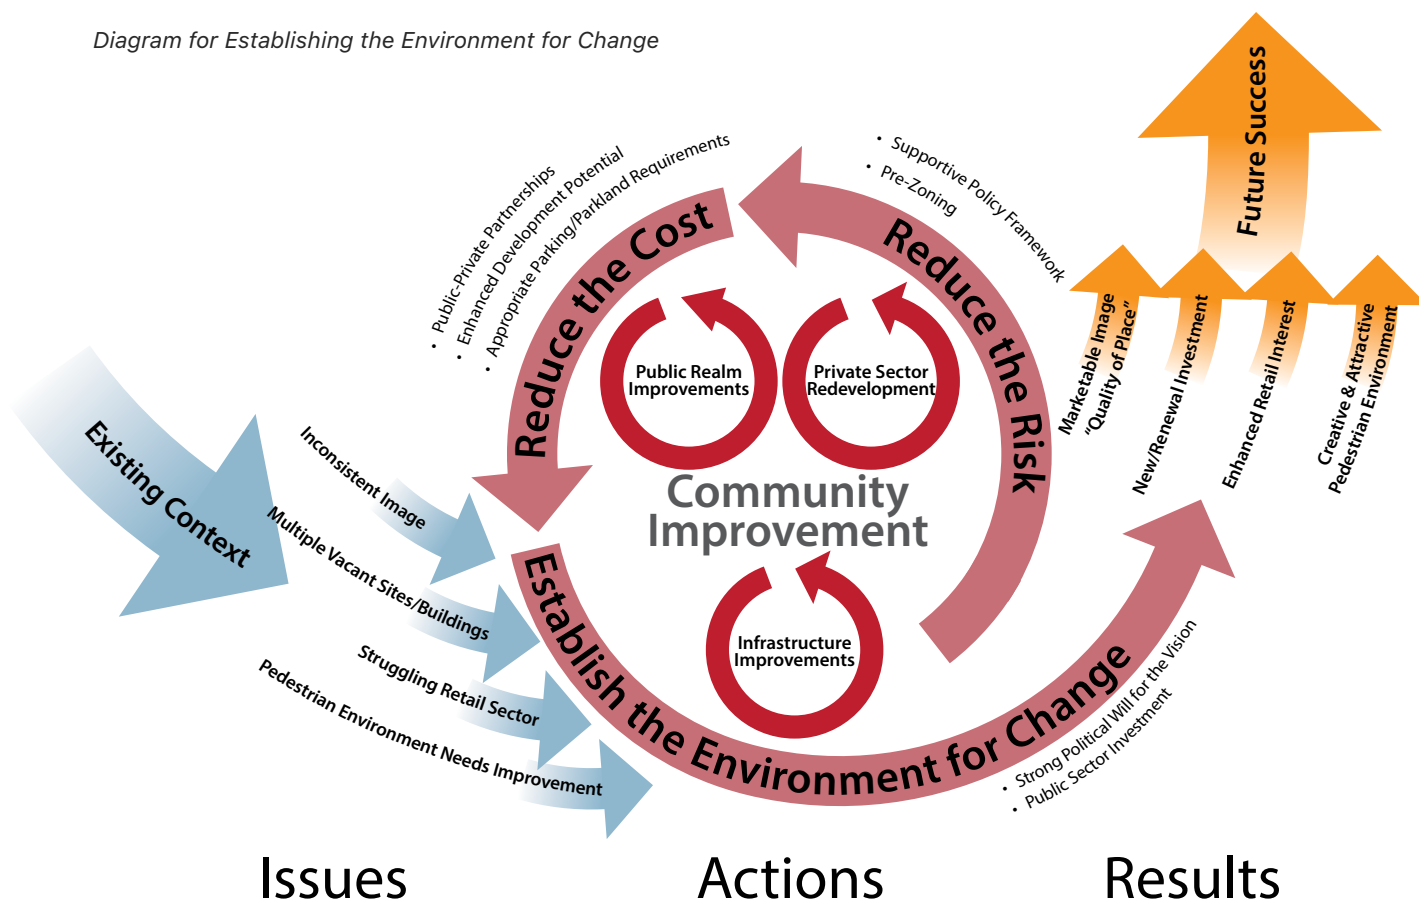 Diagram for Establishing the Environment for Change
Existing Context
Inconsistent Image
Multiple Vacant Sites/Buildings
Struggling Retail Sector
Pedestrian Environment Needs Improvement
• Public-Private Partnerships
• Enhanced Development Potential
• Appropriate Parking/Parkland Requirements
Reduce the Cost
• Supportive Policy Framework
• Pre-Zoning
Reduce the Risk
Public Realm
Improvements
Private Sector
Redevelopment
Community
Improvement
Infrastructure
Improvements
Establish the Environment for Change
• Strong Political Will for the Vision
• Public Sector Investment
Marketable Image
“Quality of Place”
New/Renewal Investment
Enhanced Retail Interest
Creative & Attractive
Pedestrian Environment
Future Success
Issues
Actions
Results